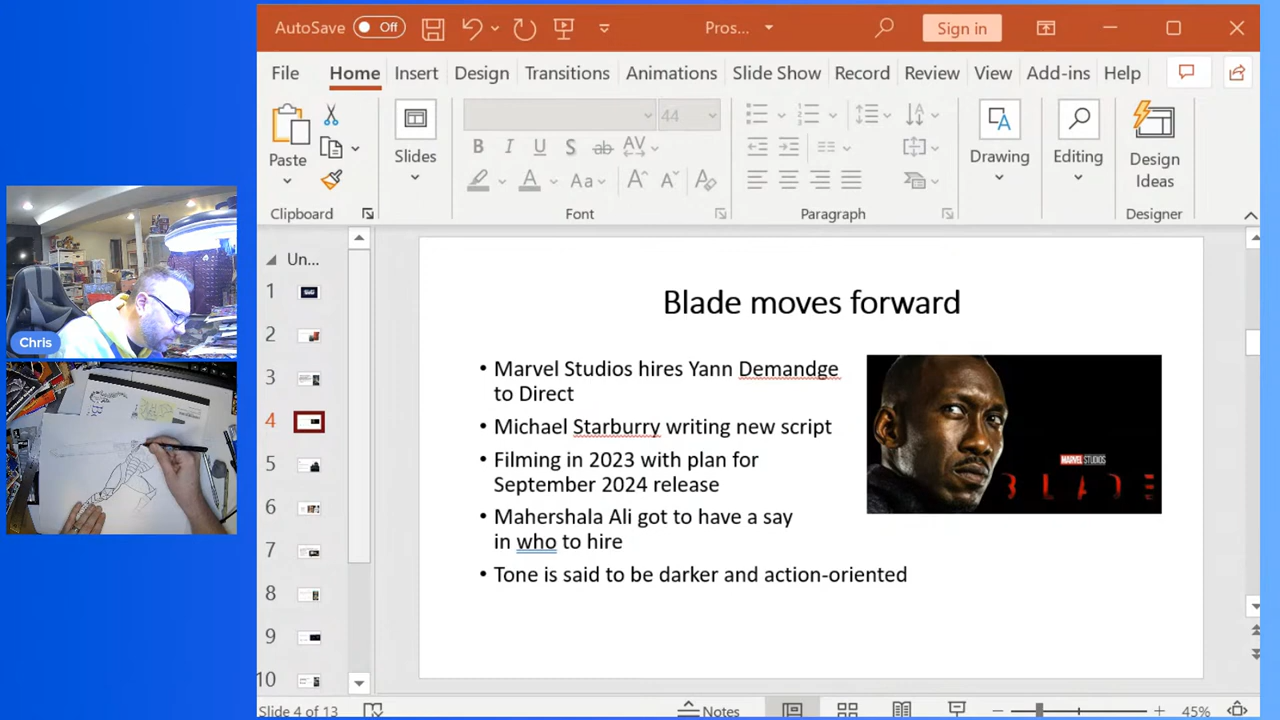 AutoSave
Off
Pros...
Sign in
File
Home
Insert
Design
Transitions
Animations
Slide Show
Record
Review
View
Add-ins
Help
Paste
Slides
44
Drawing
Editing
Design
Ideas
Clipboard
Font
Paragraph
Designer
Un...
1
2
3
4
5
6
7
8
9
10
Blade moves forward
• Marvel Studios hires Yann Demandge
to Direct
• Michael Starburry writing new script
• Filming in 2023 with plan for
September 2024 release
• Mahershala Ali got to have a say
in who to hire
• Tone is said to be darker and action-oriented
MARVEL STUDIOS
BLADE
Chris
Slide 4 of 13
Notes
45%